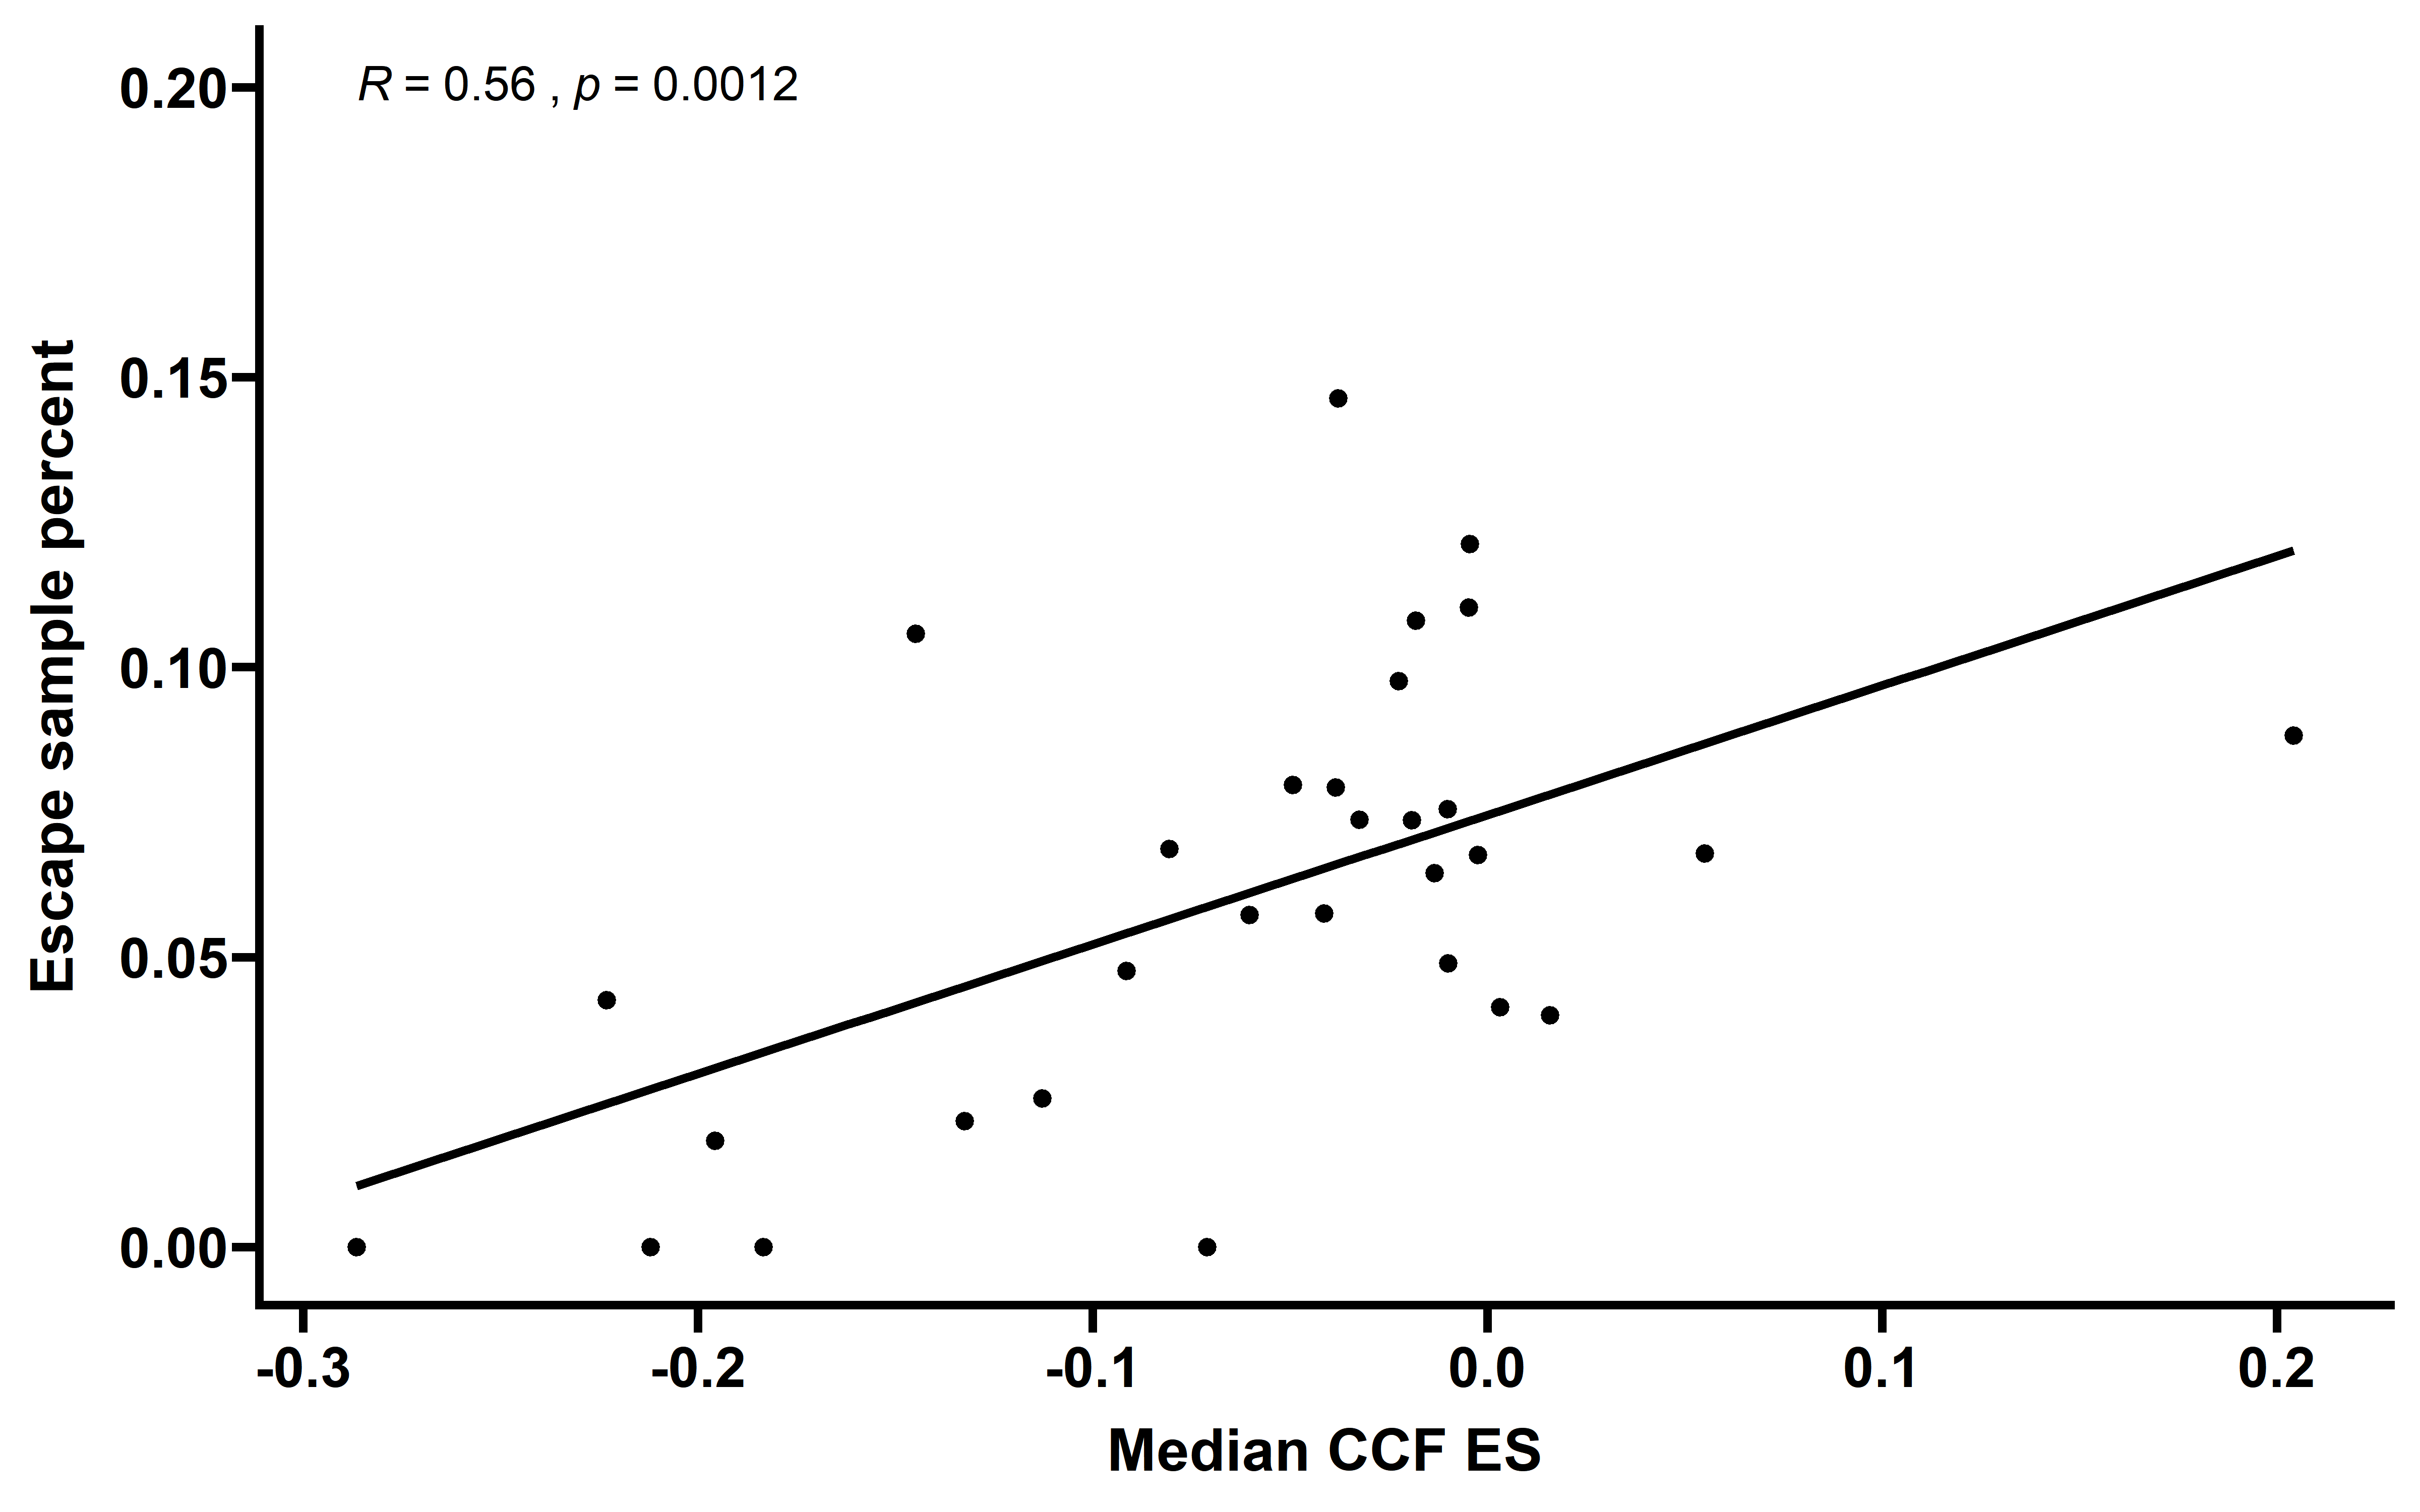 R = 0.56 , p = 0.0012
Escape sample percent
0.20
0.15
0.10
0.05
0.00
-0.3 -0.2 -0.1 0.0 0.1 0.2
Median CCF ES